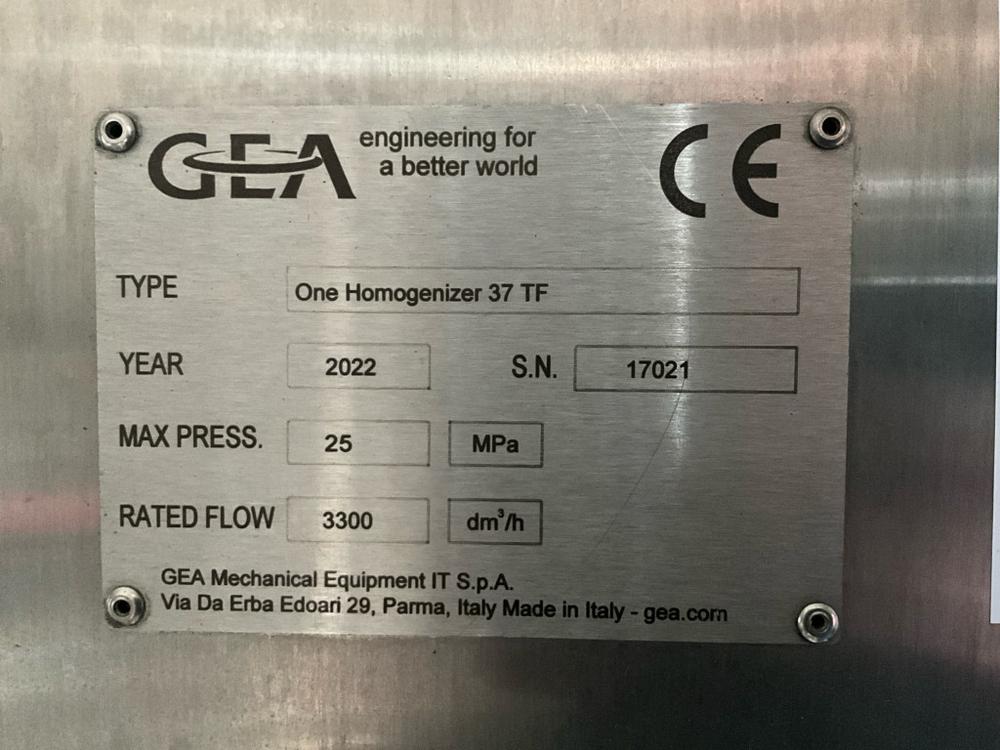 GEA engineering for
a better world
CE
TYPE One Homogenizer 37 TF
YEAR 2022 S.N. 17021
MAX PRESS. 25 MPa
RATED FLOW 3300 dm³/h
GEA Mechanical Equipment IT S.p.A.
Via Da Erba Edoari 29, Parma, Italy Made in Italy - gea.com